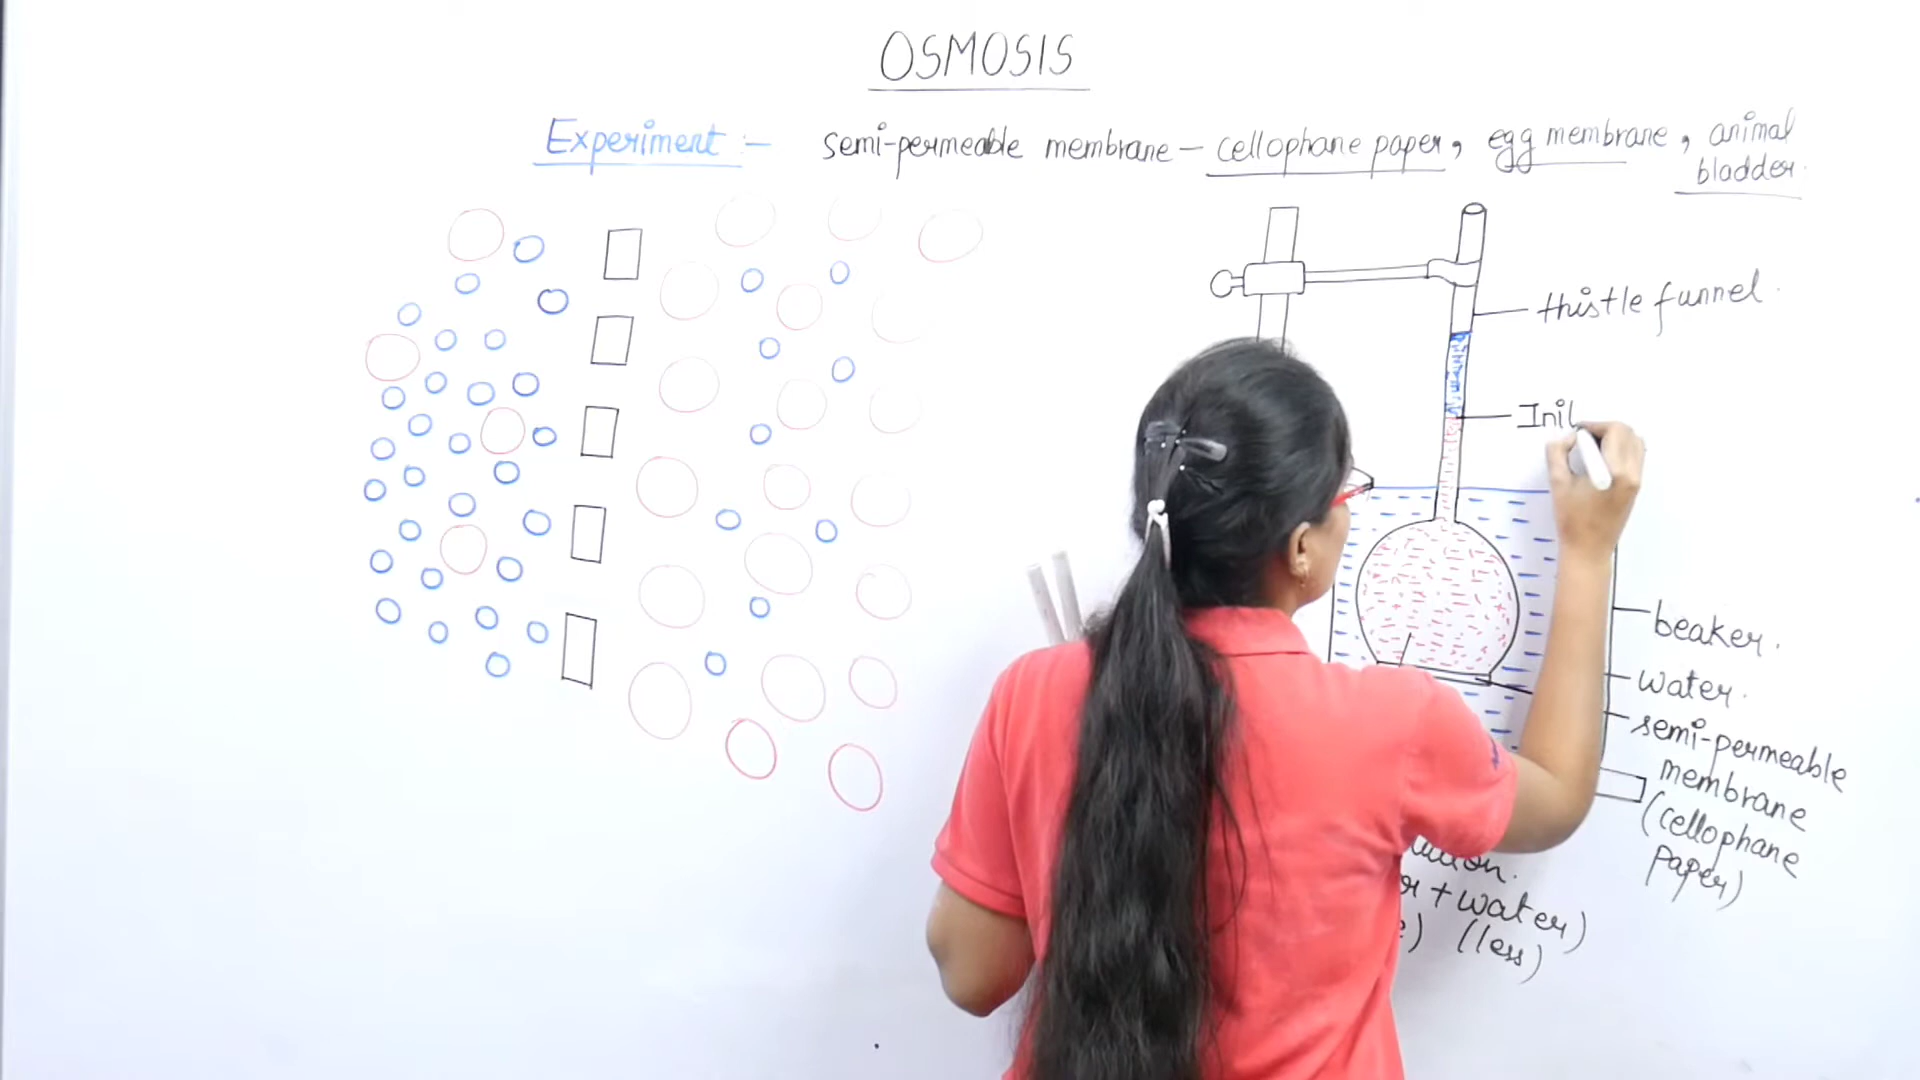 OSMOSIS
Experiment :- semi-permeable membrane – cellophane paper, egg membrane, animal
bladder.
thistle funnel.
beaker.
water.
semi-permeable
membrane
(cellophane
paper)
+ water)
(less)